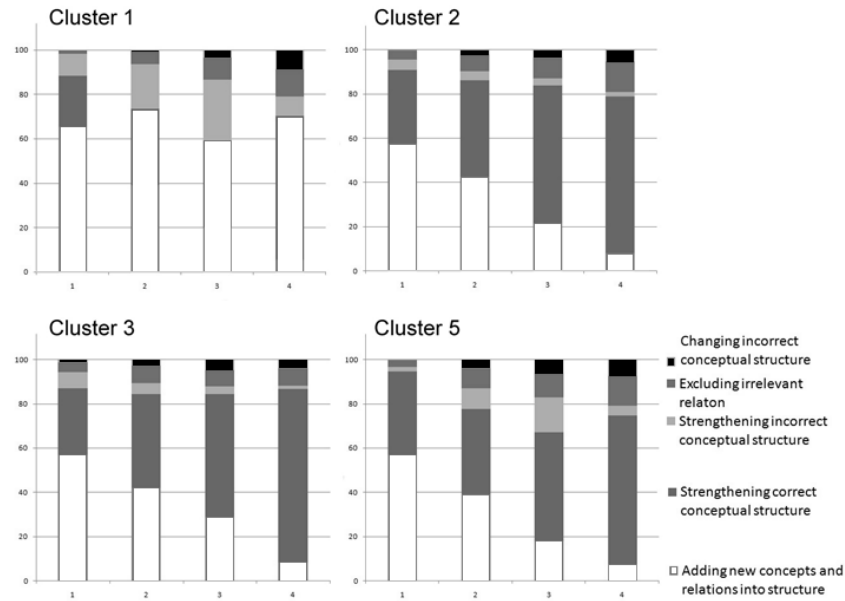 Cluster 1
100
80
60
40
20
0
1 2 3 4
Cluster 2
100
80
60
40
20
0
1 2 3 4
Cluster 3
100
80
60
40
20
0
1 2 3 4
Cluster 5
100
80
60
40
20
0
1 2 3 4
Changing incorrect
conceptual structure
Excluding irrelevant
relaton
Strengthening incorrect
conceptual structure
Strengthening correct
conceptual structure
Adding new concepts and
relations into structure